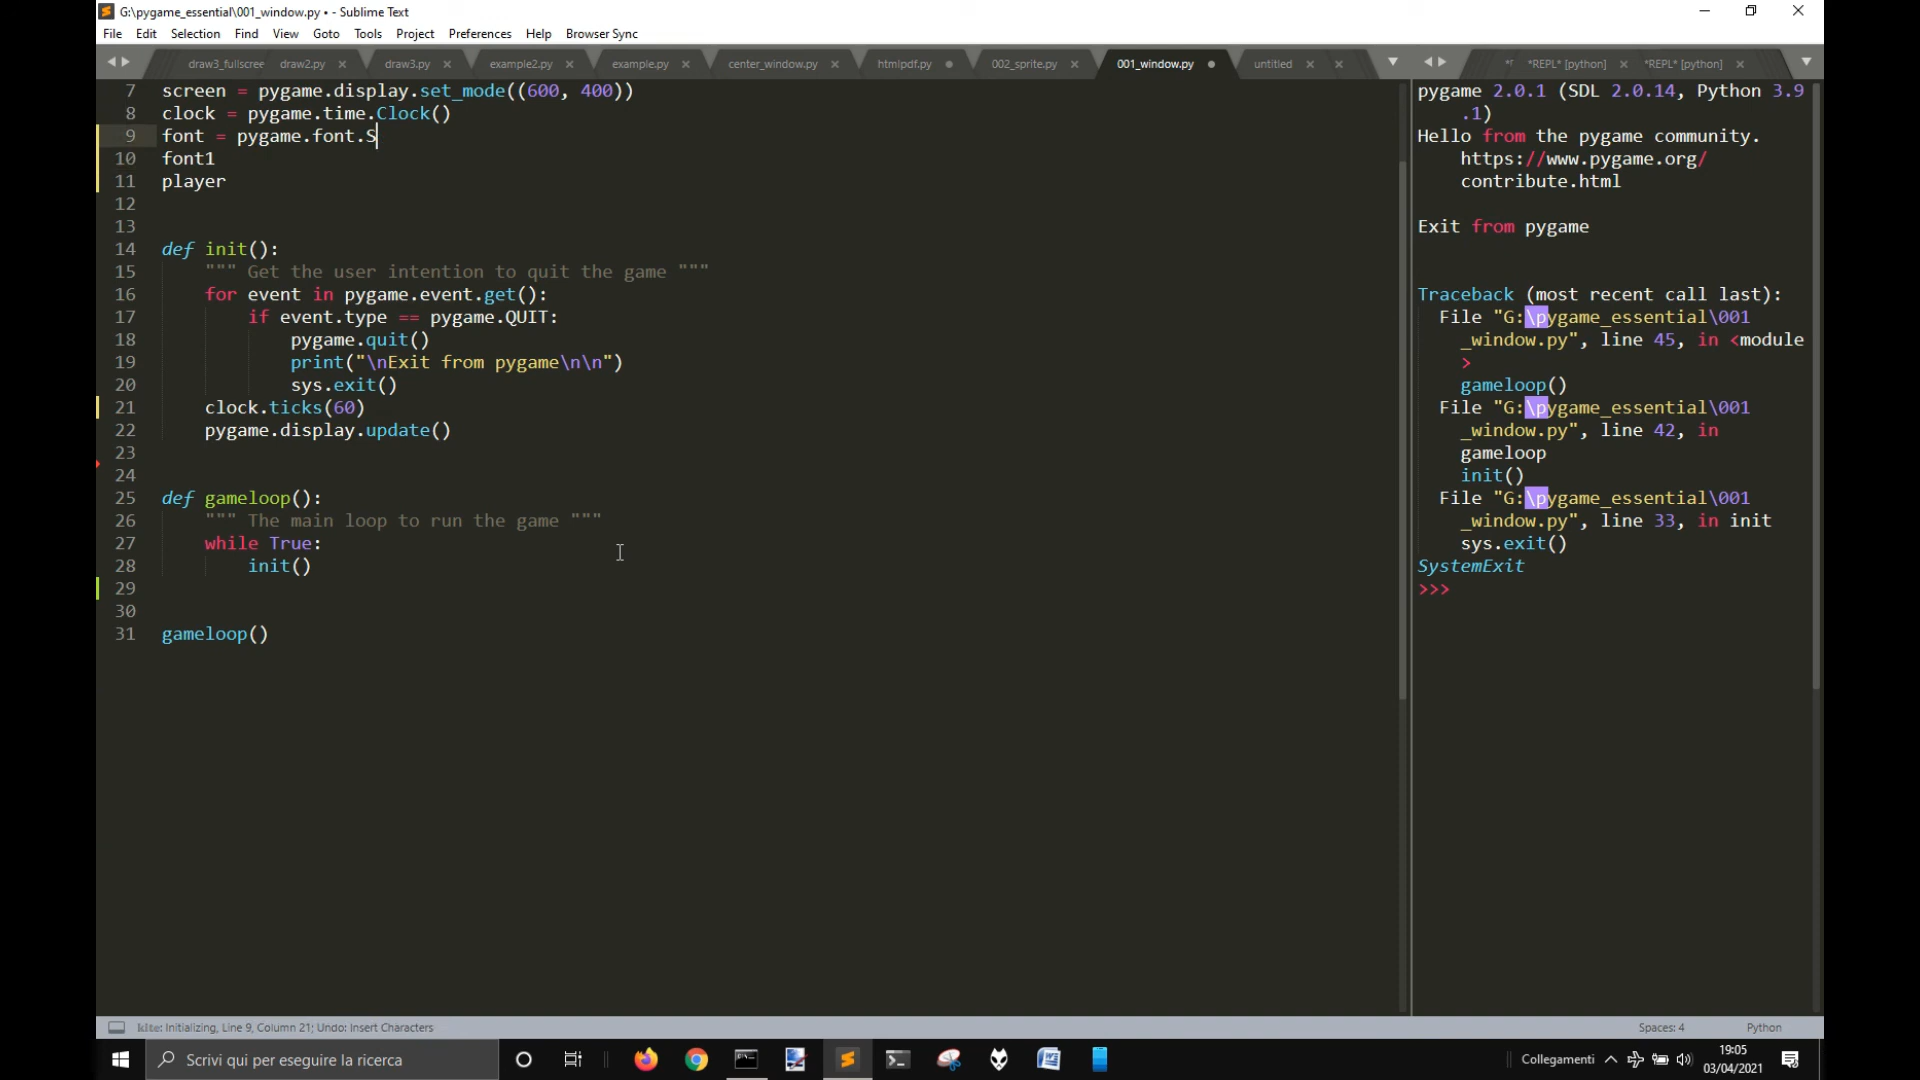 G:\pygame_essential\001_window.py • - Sublime Text
File Edit Selection Find View Goto Tools Project Preferences Help Browser Sync
draw3_fullscree draw2.py draw3.py example2.py example.py center_window.py htmlpdf.py 002_sprite.py 001_window.py untitled
*REPL* [python] *REPL* [python]
7 screen = pygame.display.set_mode((600, 400))
8 clock = pygame.time.Clock()
9 font = pygame.font.S
10 font1
11 player
12
13
14 def init():
15 """ Get the user intention to quit the game """
16 for event in pygame.event.get():
17 if event.type == pygame.QUIT:
18 pygame.quit()
19 print("\nExit from pygame\n\n")
20 sys.exit()
21 clock.ticks(60)
22 pygame.display.update()
23
24
25 def gameloop():
26 """ The main loop to run the game """
27 while True:
28 init()
29
30
31 gameloop()
pygame 2.0.1 (SDL 2.0.14, Python 3.9
.1)
Hello from the pygame community.
https://www.pygame.org/
contribute.html
Exit from pygame
Traceback (most recent call last):
File "G:\pygame_essential\001
_window.py", line 45, in <module
>
gameloop()
File "G:\pygame_essential\001
_window.py", line 42, in
gameloop
init()
File "G:\pygame_essential\001
_window.py", line 33, in init
sys.exit()
SystemExit
>>>
kite: Initializing, Line 9, Column 21; Undo: Insert Characters
Spaces: 4 Python
Scrivi qui per eseguire la ricerca
Collegamenti
19:05
03/04/2021